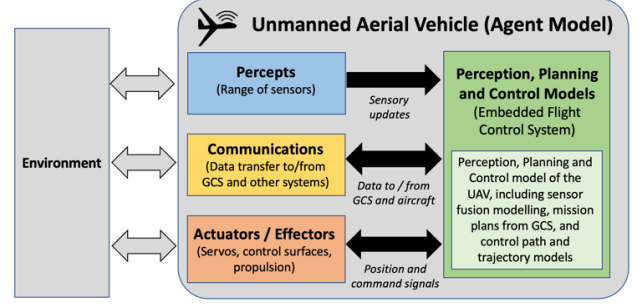 Unmanned Aerial Vehicle (Agent Model)
Environment
Percepts
(Range of sensors)
Sensory
updates
Communications
(Data transfer to/from
GCS and other systems)
Data to / from
GCS and aircraft
Actuators / Effectors
(Servos, control surfaces,
propulsion)
Position and
command signals
Perception, Planning
and Control Models
(Embedded Flight
Control System)
Perception, Planning and
Control model of the
UAV, including sensor
fusion modelling, mission
plans from GCS, and
control path and
trajectory models